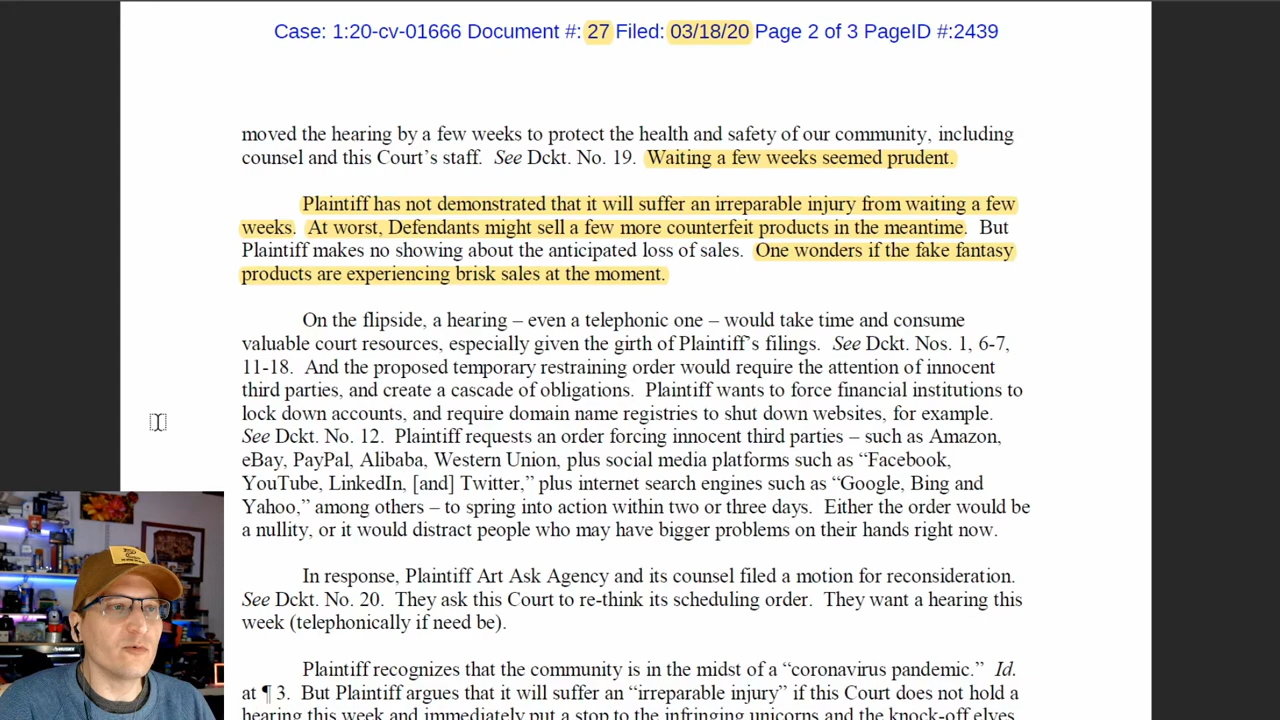 Case: 1:20-cv-01666 Document #: 27 Filed: 03/18/20 Page 2 of 3 PageID #:2439
moved the hearing by a few weeks to protect the health and safety of our community, including
counsel and this Court’s staff. See Dckt. No. 19. Waiting a few weeks seemed prudent.
Plaintiff has not demonstrated that it will suffer an irreparable injury from waiting a few
weeks. At worst, Defendants might sell a few more counterfeit products in the meantime. But
Plaintiff makes no showing about the anticipated loss of sales. One wonders if the fake fantasy
products are experiencing brisk sales at the moment.
On the flipside, a hearing – even a telephonic one – would take time and consume
valuable court resources, especially given the girth of Plaintiff’s filings. See Dckt. Nos. 1, 6-7,
11-18. And the proposed temporary restraining order would require the attention of innocent
third parties, and create a cascade of obligations. Plaintiff wants to force financial institutions to
lock down accounts, and require domain name registries to shut down websites, for example.
See Dckt. No. 12. Plaintiff requests an order forcing innocent third parties – such as Amazon,
eBay, PayPal, Alibaba, Western Union, plus social media platforms such as “Facebook,
YouTube, LinkedIn, [and] Twitter,” plus internet search engines such as “Google, Bing and
Yahoo,” among others – to spring into action within two or three days. Either the order would be
a nullity, or it would distract people who may have bigger problems on their hands right now.
In response, Plaintiff Art Ask Agency and its counsel filed a motion for reconsideration.
See Dckt. No. 20. They ask this Court to re-think its scheduling order. They want a hearing this
week (telephonically if need be).
Plaintiff recognizes that the community is in the midst of a “coronavirus pandemic.” Id.
at ¶ 3. But Plaintiff argues that it will suffer an “irreparable injury” if this Court does not hold a
hearing this week and immediately put a stop to the infringing unicorns and the knock-off elves.